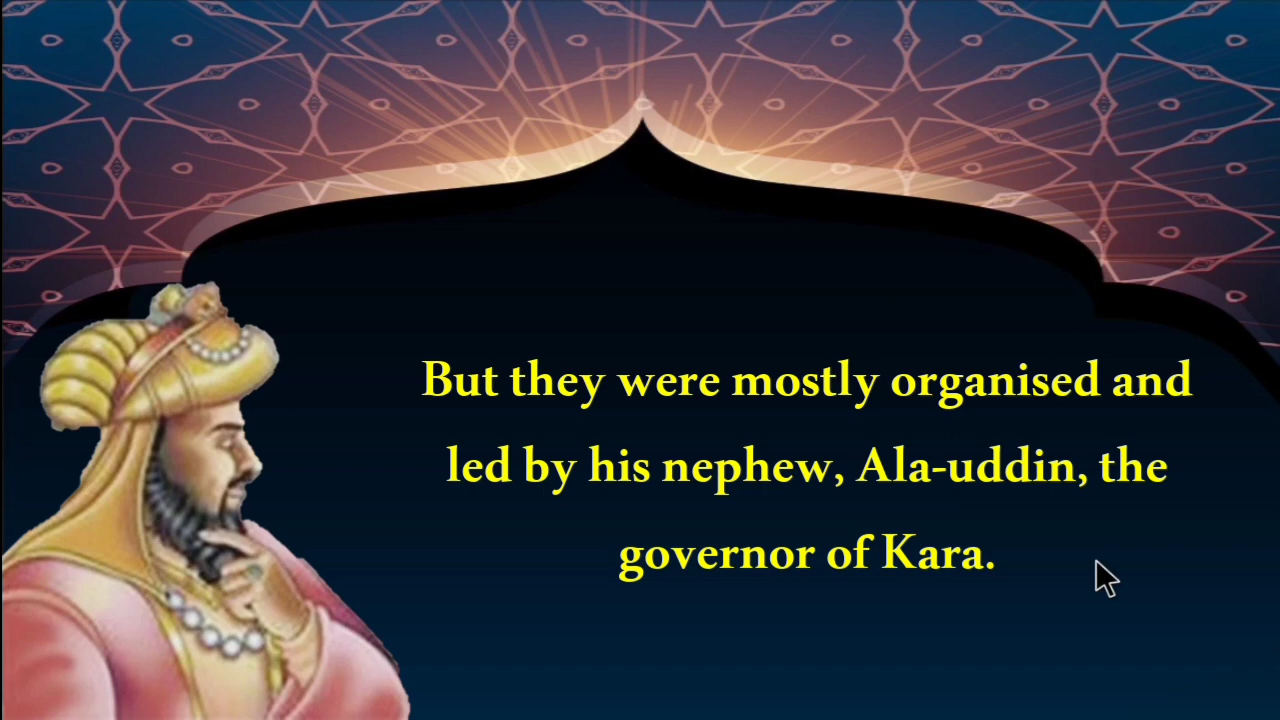 But they were mostly organised and
led by his nephew, Ala-uddin, the
governor of Kara.